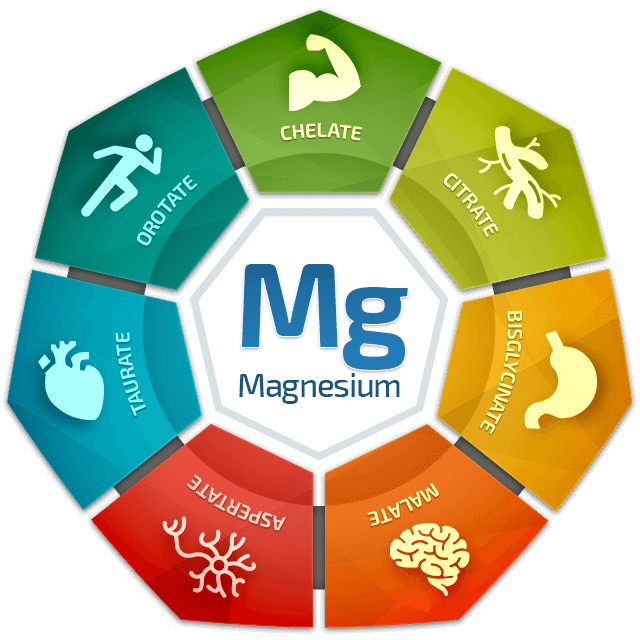 CHELATE
CITRATE
BISGLYCINATE
MALATE
ASPERTATE
TAURATE
OROTATE
Mg
Magnesium